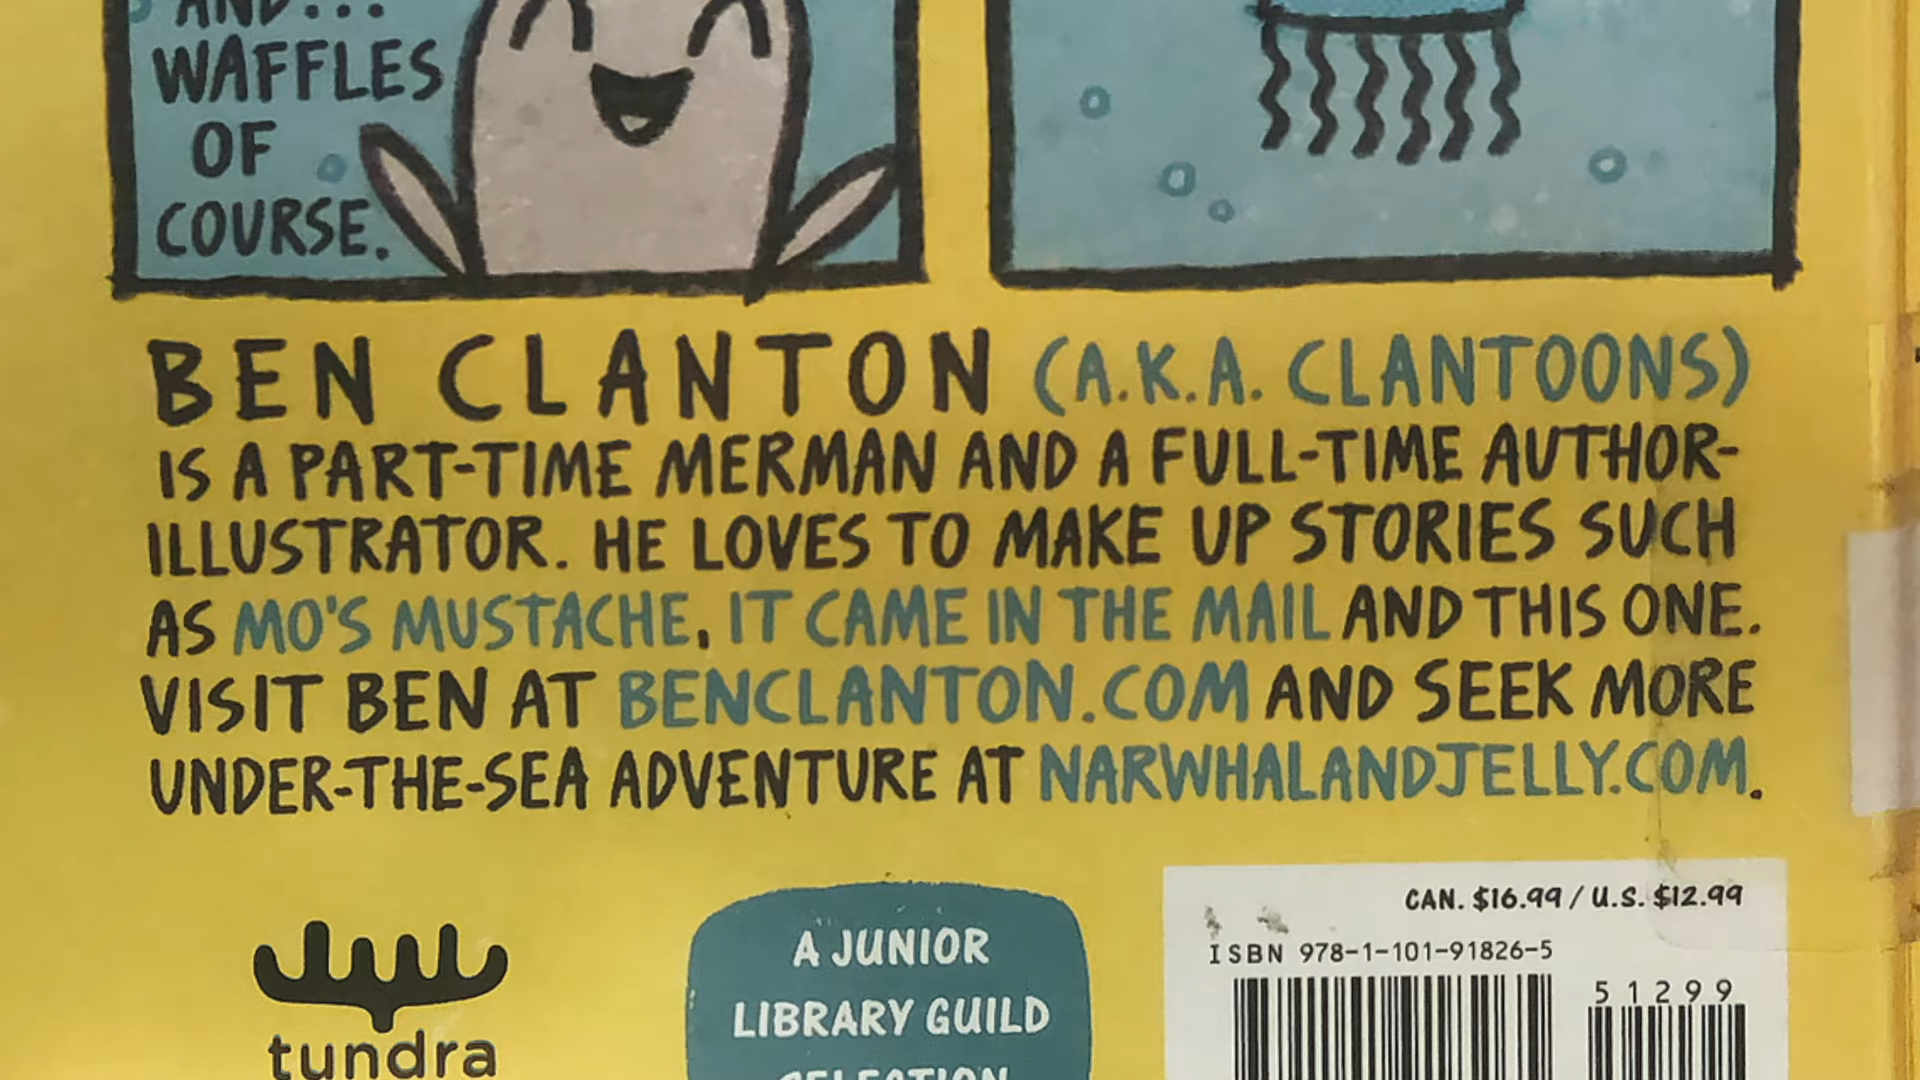 AND...
WAFFLES
OF
COURSE.
BEN CLANTON (A.K.A. CLANTOONS)
IS A PART-TIME MERMAN AND A FULL-TIME AUTHOR-
ILLUSTRATOR. HE LOVES TO MAKE UP STORIES SUCH
AS MO'S MUSTACHE, IT CAME IN THE MAIL AND THIS ONE.
VISIT BEN AT BENCLANTON.COM AND SEEK MORE
UNDER-THE-SEA ADVENTURE AT NARWHALANDJELLY.COM.
tundra
A JUNIOR
LIBRARY GUILD
SELECTION
CAN. $16.99 / U.S. $12.99
ISBN 978-1-101-91826-5
51299